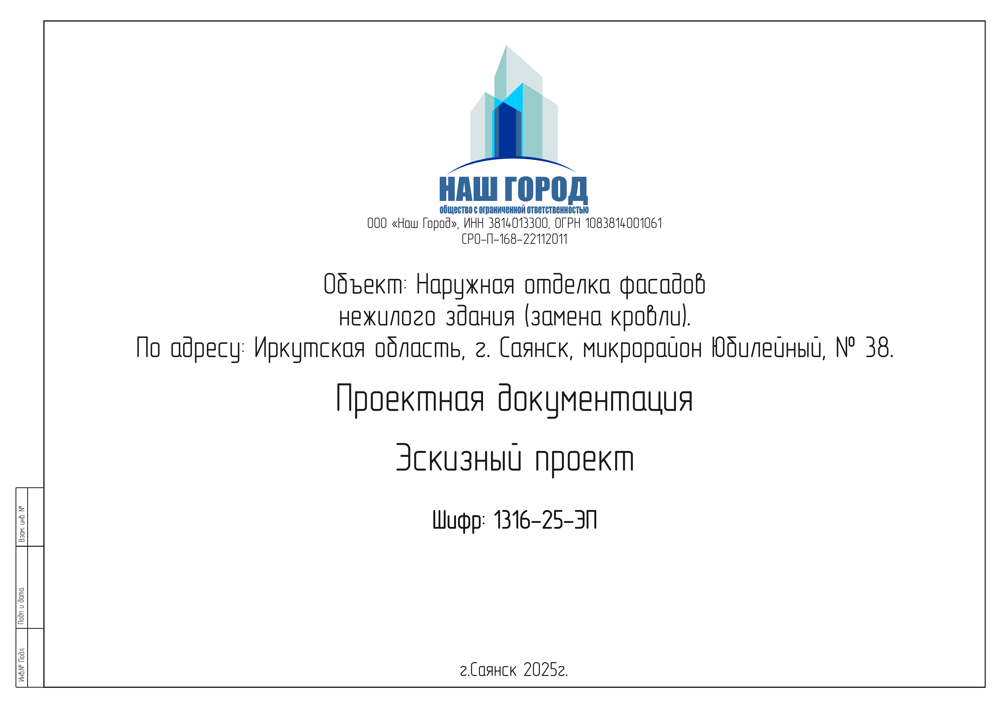 НАШ ГОРОД
общество с ограниченной ответственностью
ООО «Наш Город», ИНН 3814013300, ОГРН 1083814001061
СРО-П-168-22112011
Объект: Наружная отделка фасадов
нежилого здания (замена кровли).
По адресу: Иркутская область, г. Саянск, микрорайон Юбилейный, № 38.
Проектная документация
Эскизный проект
Шифр: 1316-25-ЭП
Взам. инв. №
Подп и дата.
Инв.№ Подл.
г.Саянск 2025г.